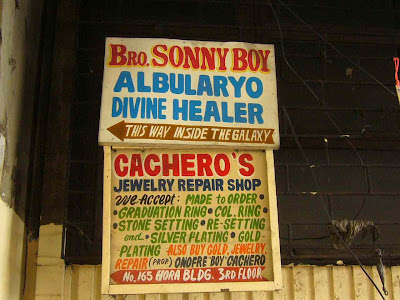 BRO. SONNY BOY
ALBULARYO
DIVINE HEALER
THIS WAY INSIDE THE GALAXY
CACHERO'S
JEWELRY REPAIR SHOP
We Accept: MADE TO ORDER •
• GRADUATION RING • COL. RING •
STONE SETTING • RE-SETTING
and • SILVER PLATING • GOLD
PLATING ALSO BUY GOLD, JEWELRY
REPAIR (PROP) ONOFRE "BOY" CACHERO
No. 165 HORA BLDG. 3RD FLOOR